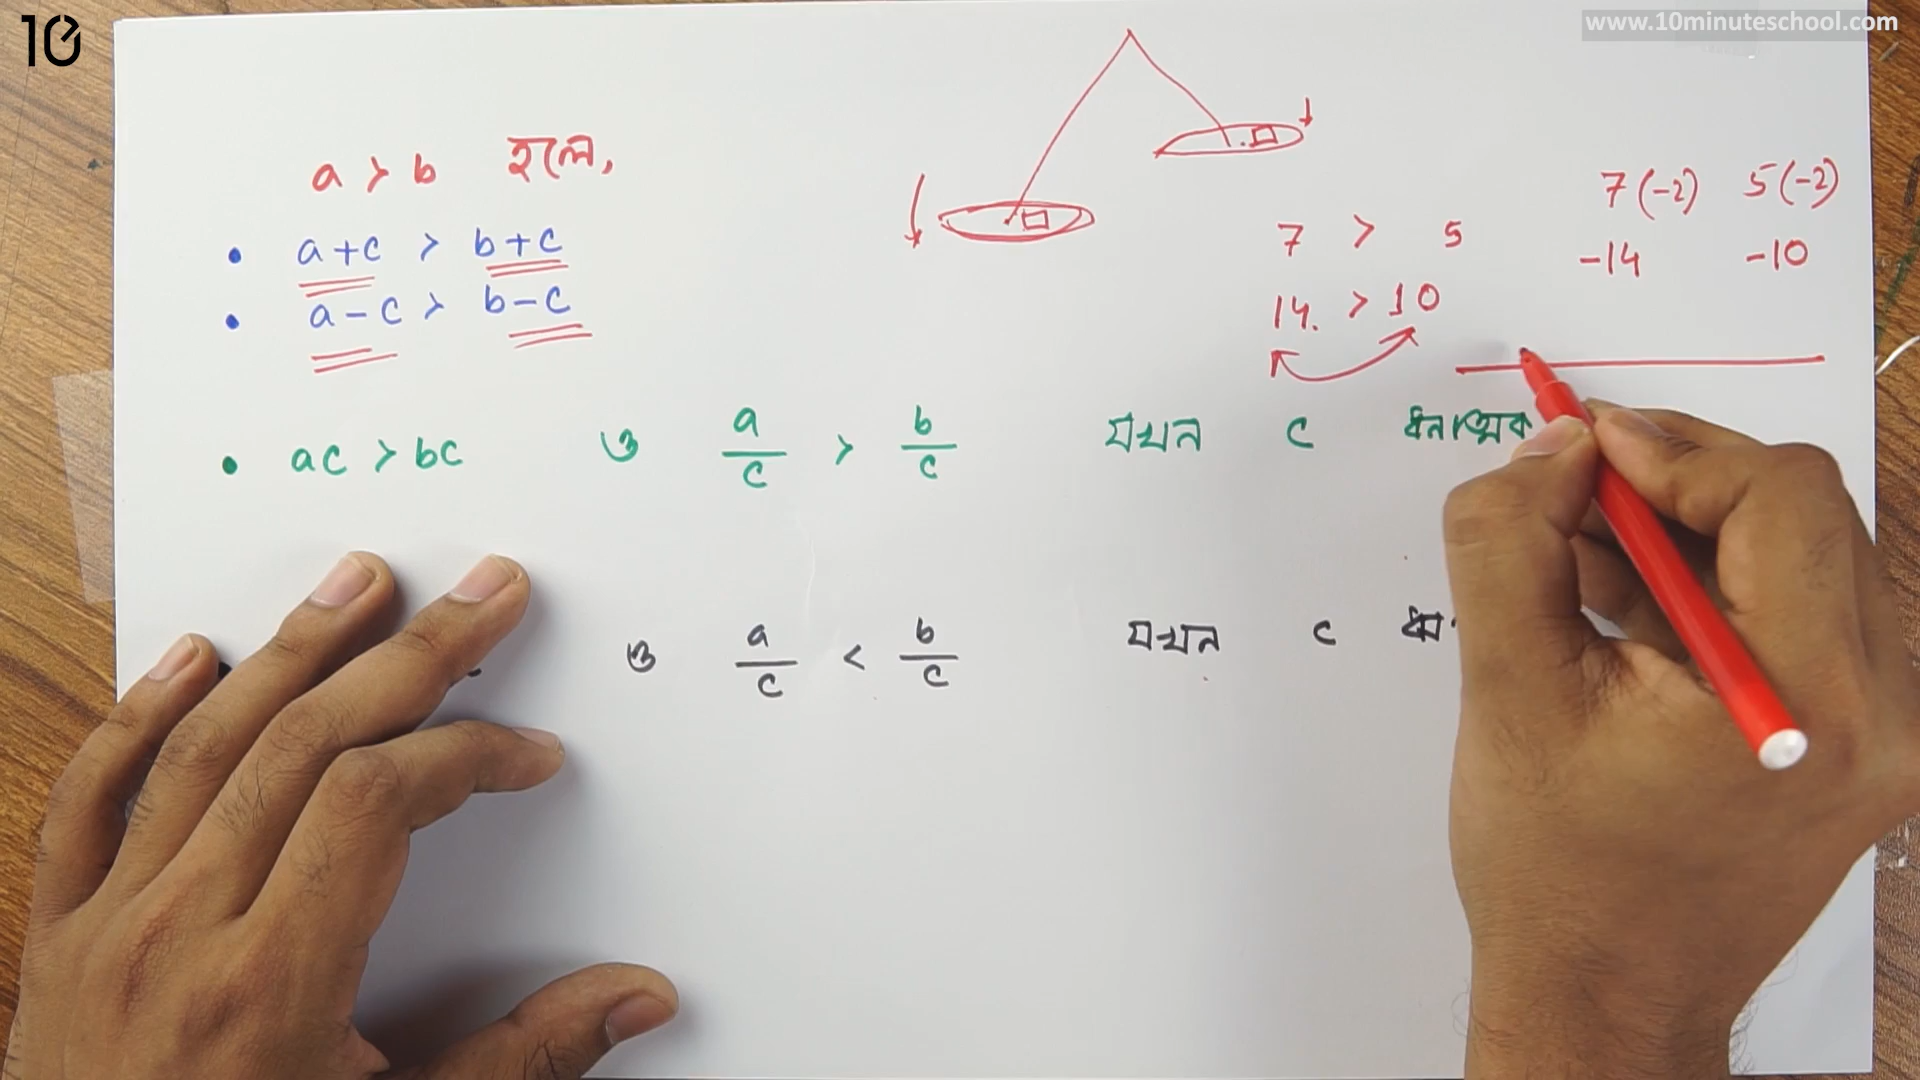 10
www.10minuteschool.com
a > b হলে,
a+c > b+c
a-c > b-c
7 > 5
14. > 10
7(-2) 5(-2)
-14 -10
ac > bc ও a/c > b/c যখন c ধনাত্মক
ও a/c < b/c যখন c